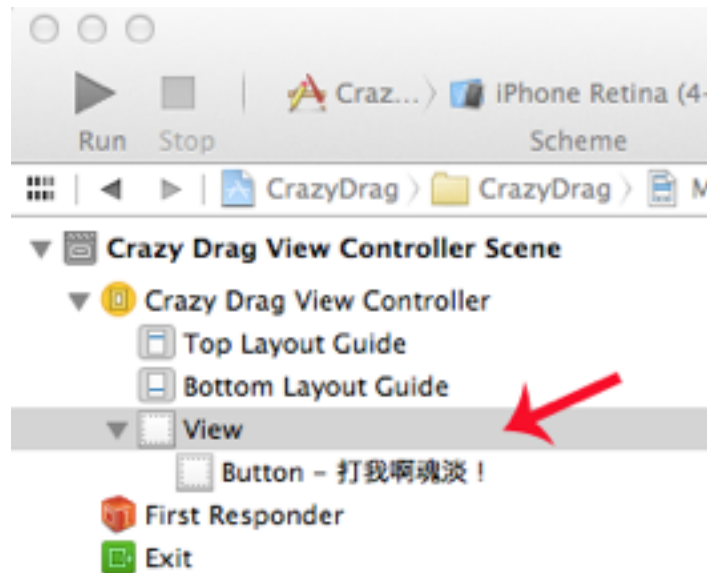 Craz... iPhone Retina (4-
Run Stop Scheme
CrazyDrag CrazyDrag M
Crazy Drag View Controller Scene
Crazy Drag View Controller
Top Layout Guide
Bottom Layout Guide
View
Button – 打我啊魂淡！
First Responder
Exit